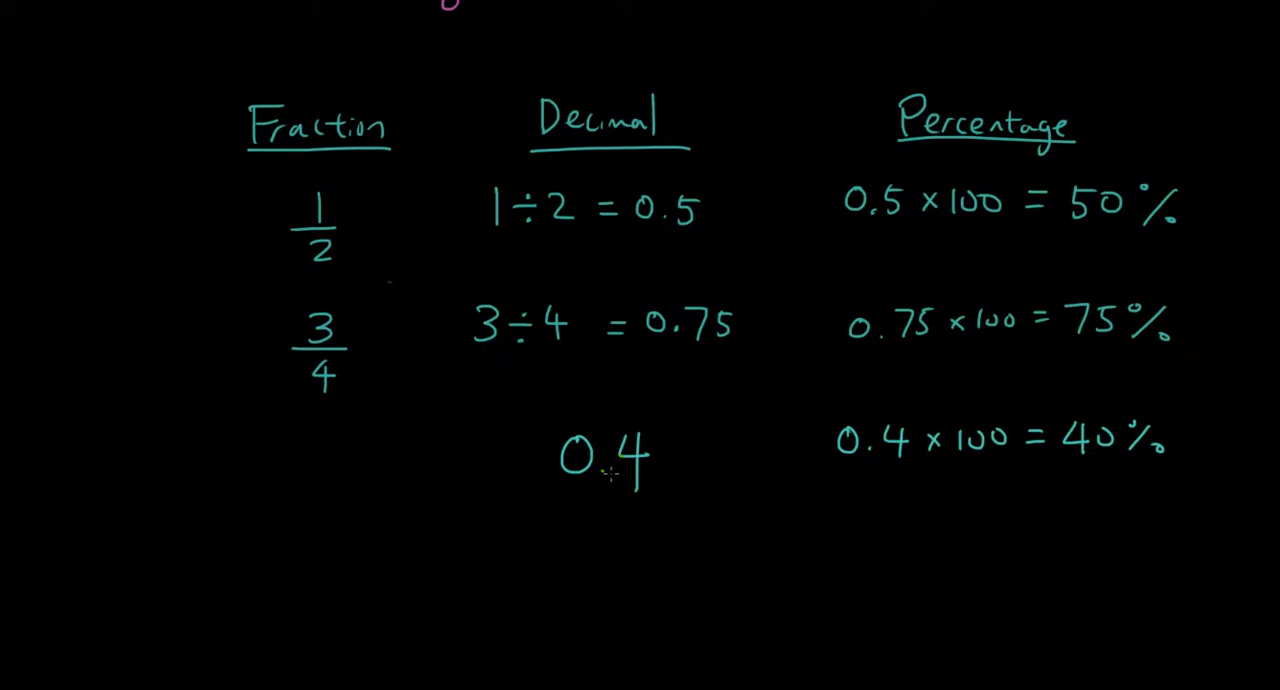 Fraction Decimal Percentage
1/2 1÷2 = 0.5 0.5 × 100 = 50%
3/4 3÷4 = 0.75 0.75 × 100 = 75%
0.4 0.4 × 100 = 40%